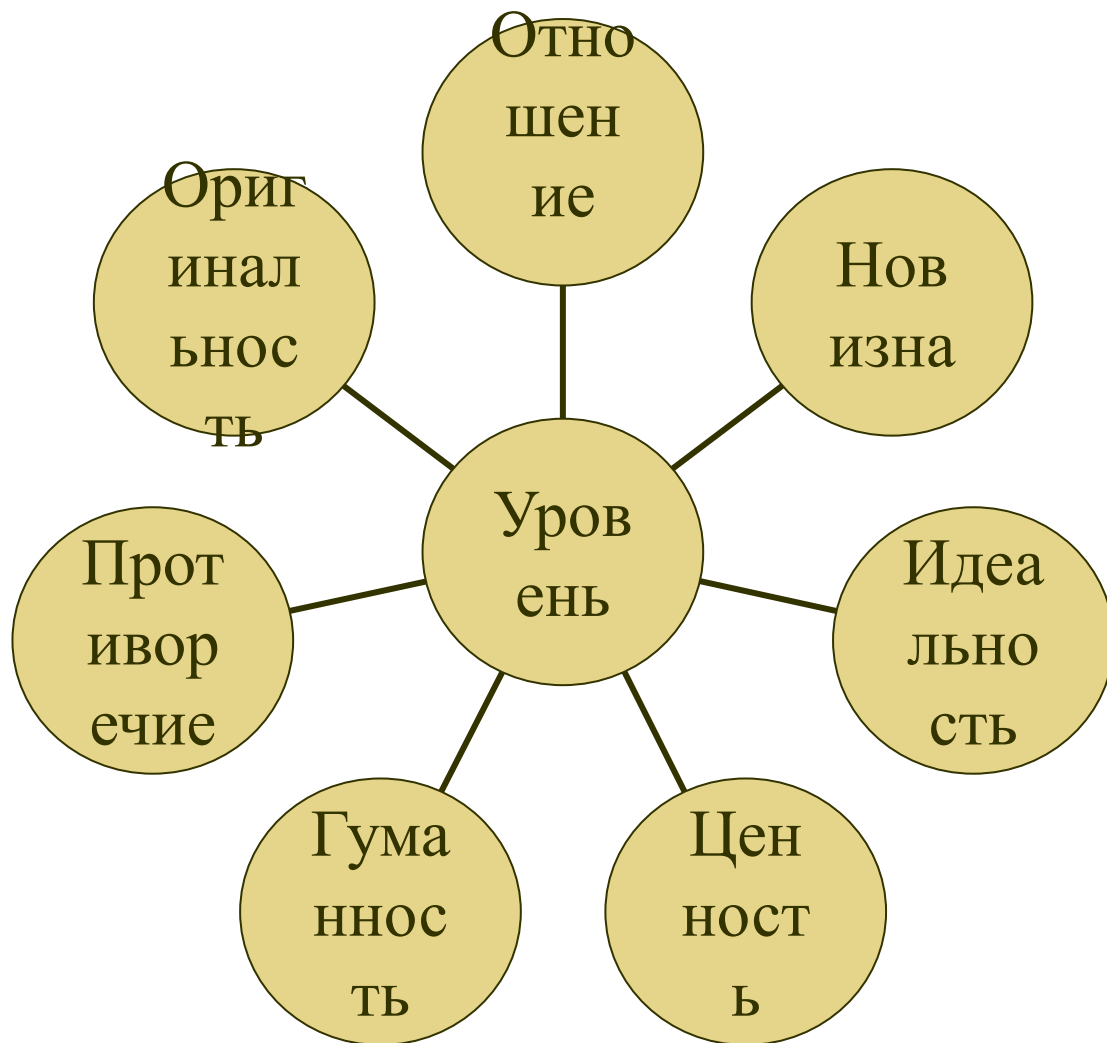 Отно
шен
ие
Нов
изна
Идеа
льно
сть
Цен
ност
ь
Гума
ннос
ть
Прот
ивор
ечие
Ориг
инал
ьнос
ть
Уров
ень